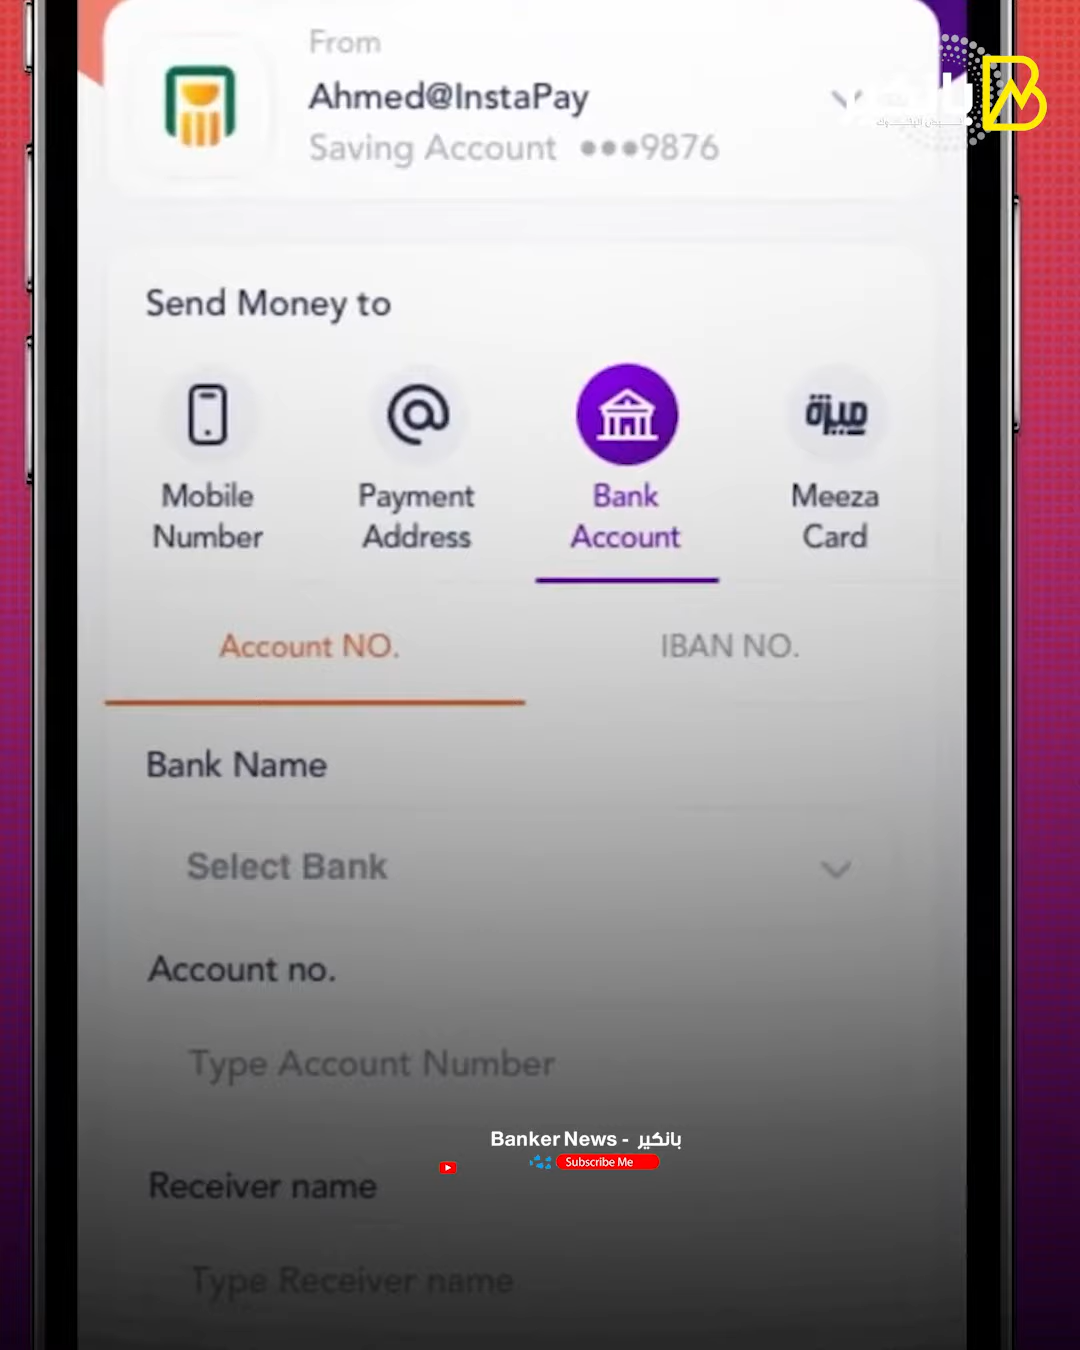 From
Ahmed@InstaPay
Saving Account •••9876
Send Money to
Mobile Number
Payment Address
Bank Account
ميزة
Meeza Card
Account NO.
IBAN NO.
Bank Name
Select Bank
Account no.
Type Account Number
Banker News - بانكير
Subscribe Me
Receiver name
Type Receiver name